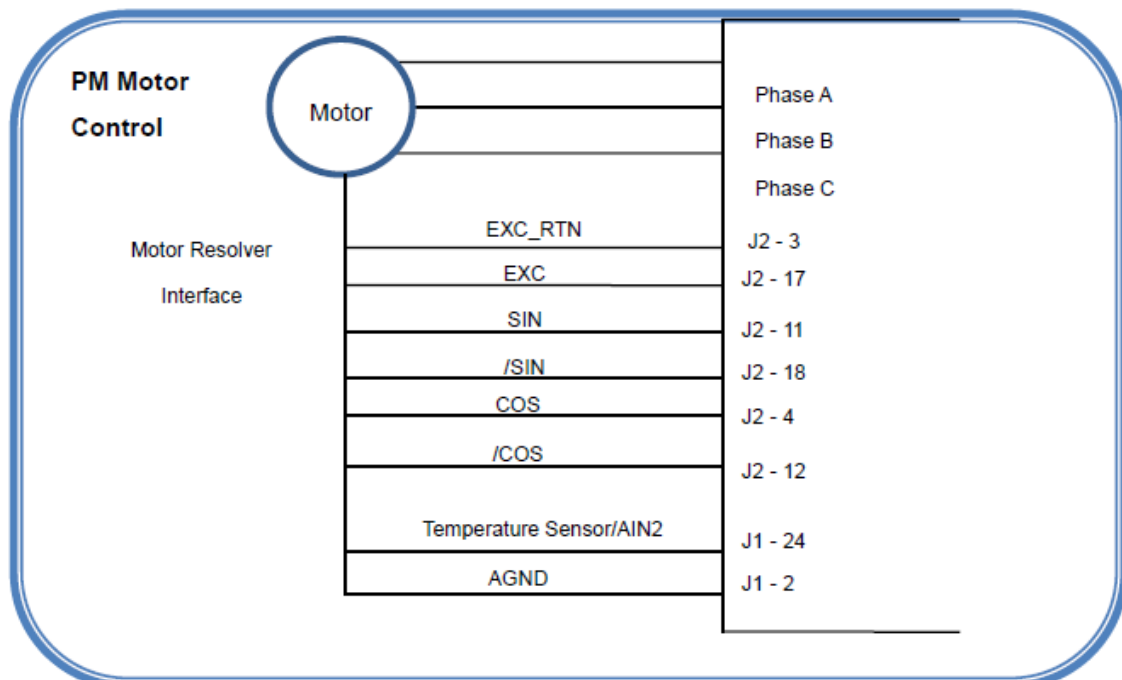 PM Motor
Control
Motor
Phase A
Phase B
Phase C
Motor Resolver
Interface
EXC_RTN
J2 - 3
EXC
J2 - 17
SIN
J2 - 11
/SIN
J2 - 18
COS
J2 - 4
/COS
J2 - 12
Temperature Sensor/AIN2
J1 - 24
AGND
J1 - 2